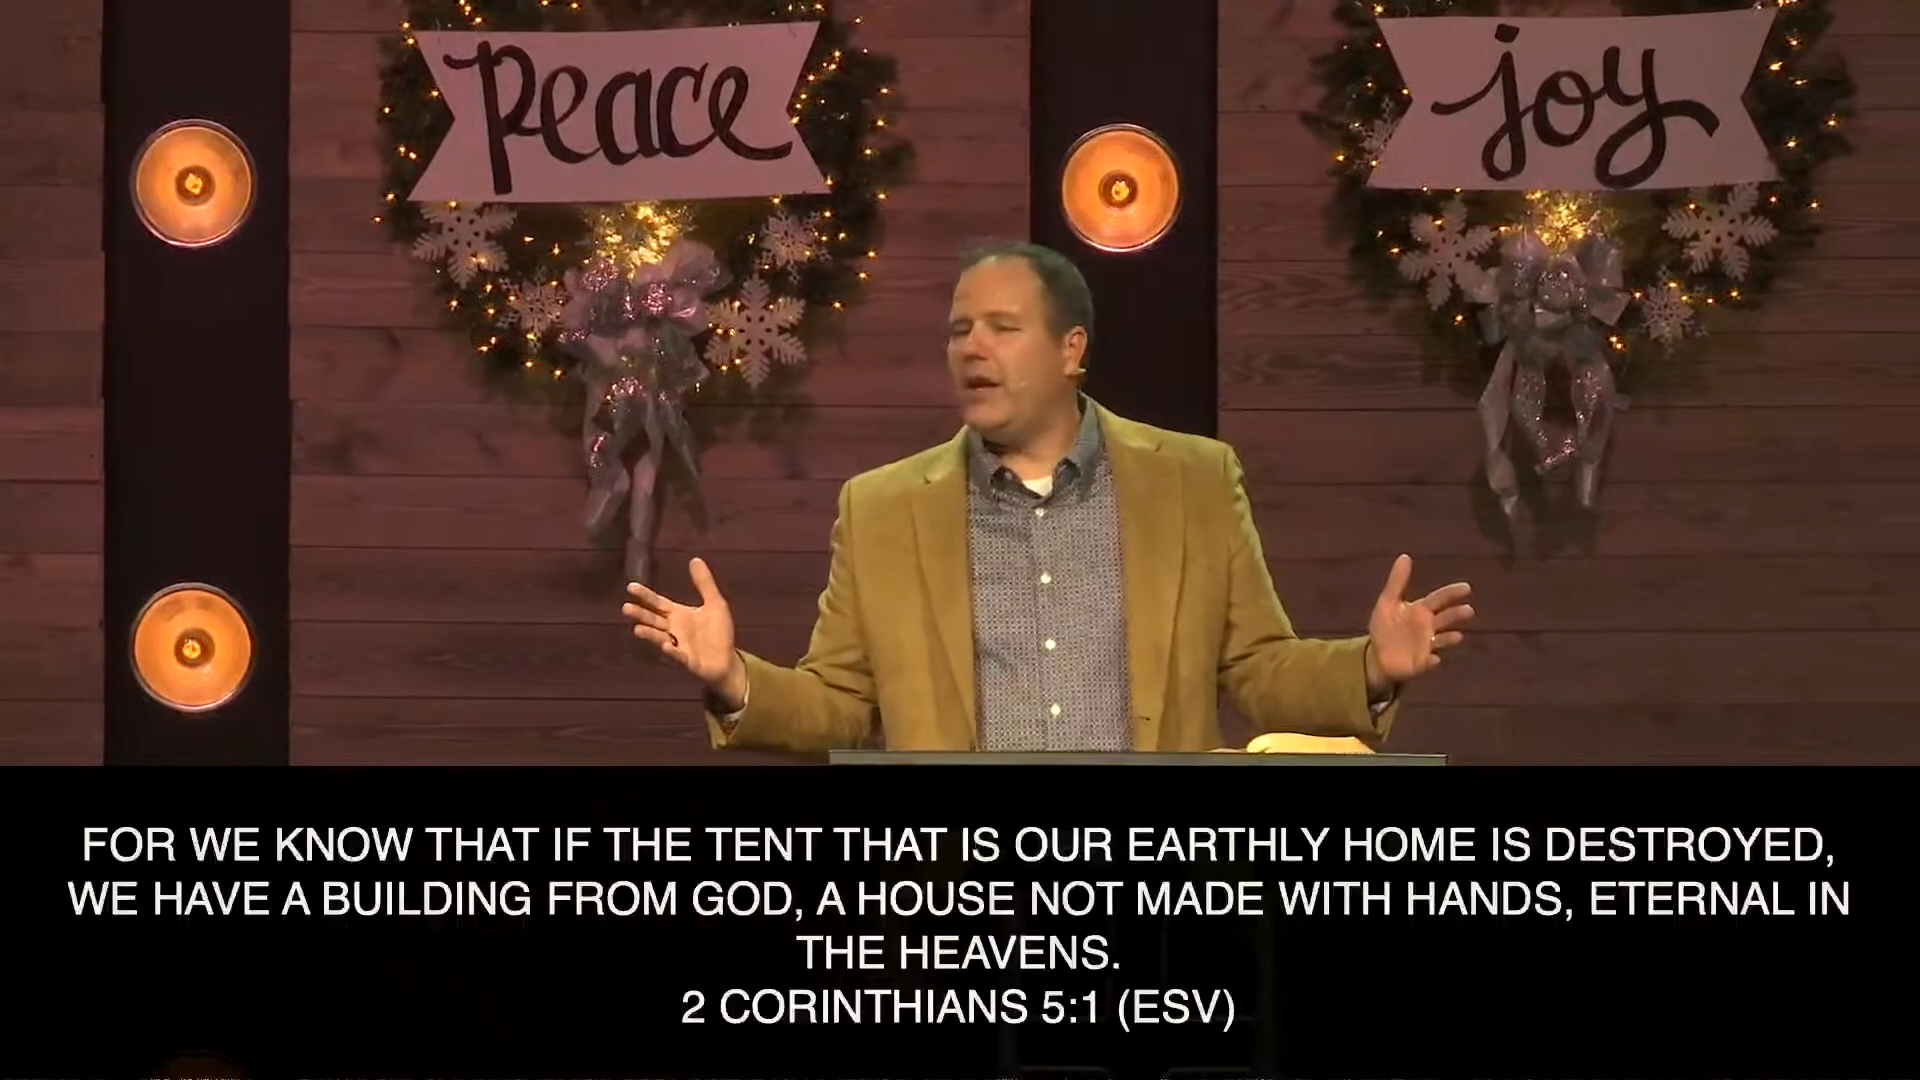 Peace
joy
FOR WE KNOW THAT IF THE TENT THAT IS OUR EARTHLY HOME IS DESTROYED,
WE HAVE A BUILDING FROM GOD, A HOUSE NOT MADE WITH HANDS, ETERNAL IN
THE HEAVENS.
2 CORINTHIANS 5:1 (ESV)